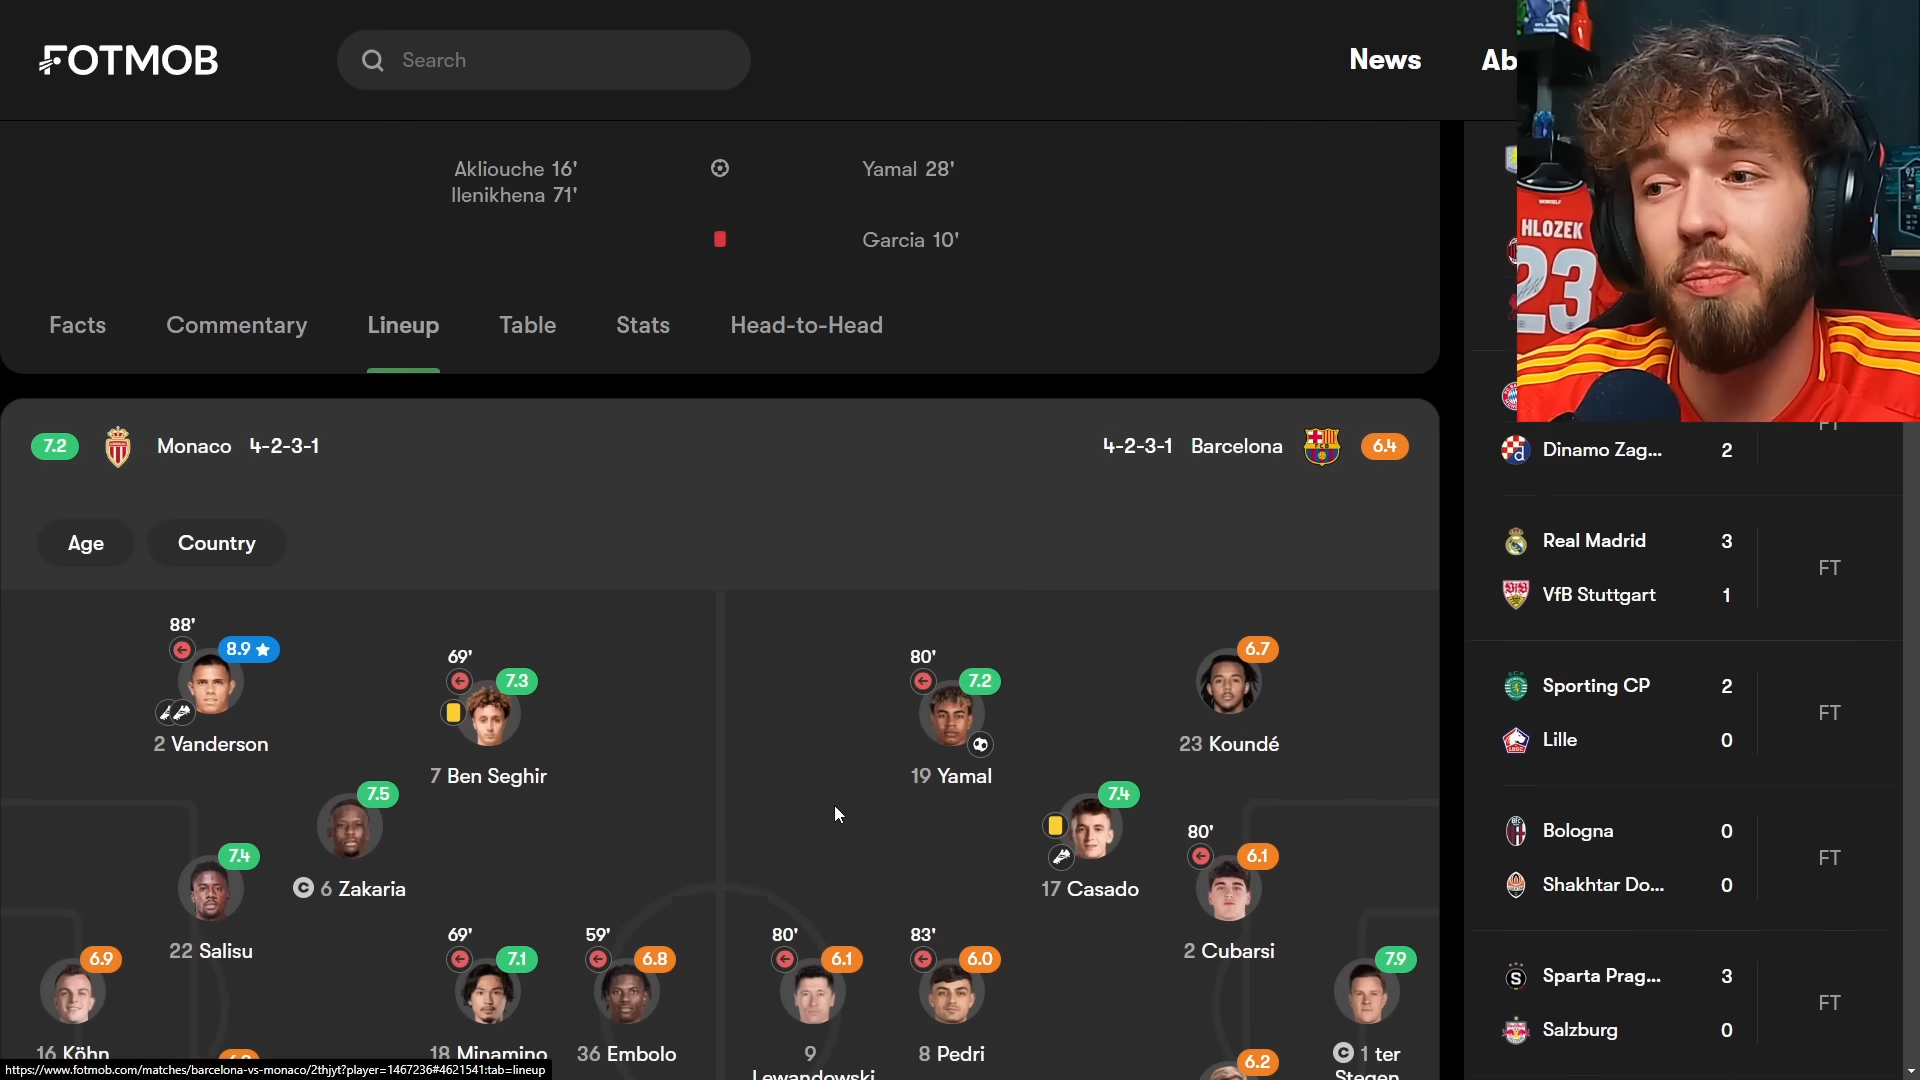 FOTMOB
Search
News
Ab
Akliouche 16'
Yamal 28'
Ilenikhena 71'
Garcia 10'
Facts
Commentary
Lineup
Table
Stats
Head-to-Head
7.2
Monaco 4-2-3-1
4-2-3-1 Barcelona
6.4
Age
Country
88'
8.9
2 Vanderson
69'
7.3
7 Ben Seghir
80'
7.2
19 Yamal
6.7
23 Koundé
7.5
C 6 Zakaria
7.4
17 Casado
7.4
22 Salisu
80'
6.1
2 Cubarsi
6.9
16 Köhn
69'
7.1
18 Minamino
59'
6.8
36 Embolo
80'
6.1
9
Lewandowski
83'
6.0
8 Pedri
7.9
C 1 ter
Stegen
6.2
HLOZEK
23
92
FT
Dinamo Zag... 2
Real Madrid 3
FT
VfB Stuttgart 1
Sporting CP 2
FT
Lille 0
Bologna 0
FT
Shakhtar Do... 0
Sparta Prag... 3
FT
Salzburg 0
https://www.fotmob.com/matches/barcelona-vs-monaco/2thjyt?player=1467236#4621541:tab=lineup